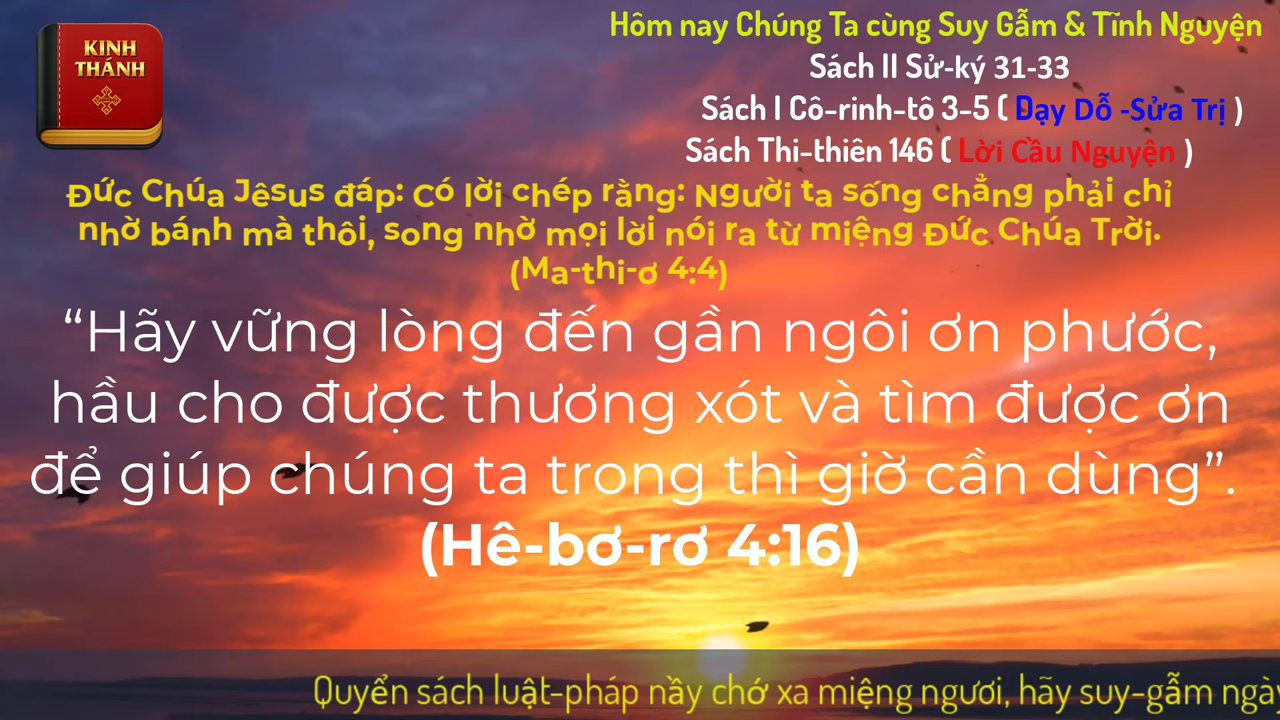 KINH
THÁNH
Hôm nay Chúng Ta cùng Suy Gẫm & Tĩnh Nguyện
Sách II Sử-ký 31-33
Sách I Cô-rinh-tô 3-5 ( Dạy Dỗ -Sửa Trị )
Sách Thi-thiên 146 ( Lời Cầu Nguyện )
Đức Chúa Jêsus đáp: Có lời chép rằng: Người ta sống chẳng phải chỉ
nhờ bánh mà thôi, song nhờ mọi lời nói ra từ miệng Đức Chúa Trời.
(Ma-thi-ơ 4:4)
“Hãy vững lòng đến gần ngôi ơn phước,
hầu cho được thương xót và tìm được ơn
để giúp chúng ta trong thì giờ cần dùng”.
(Hê-bơ-rơ 4:16)
Quyển sách luật-pháp nầy chớ xa miệng ngươi, hãy suy-gẫm ngày